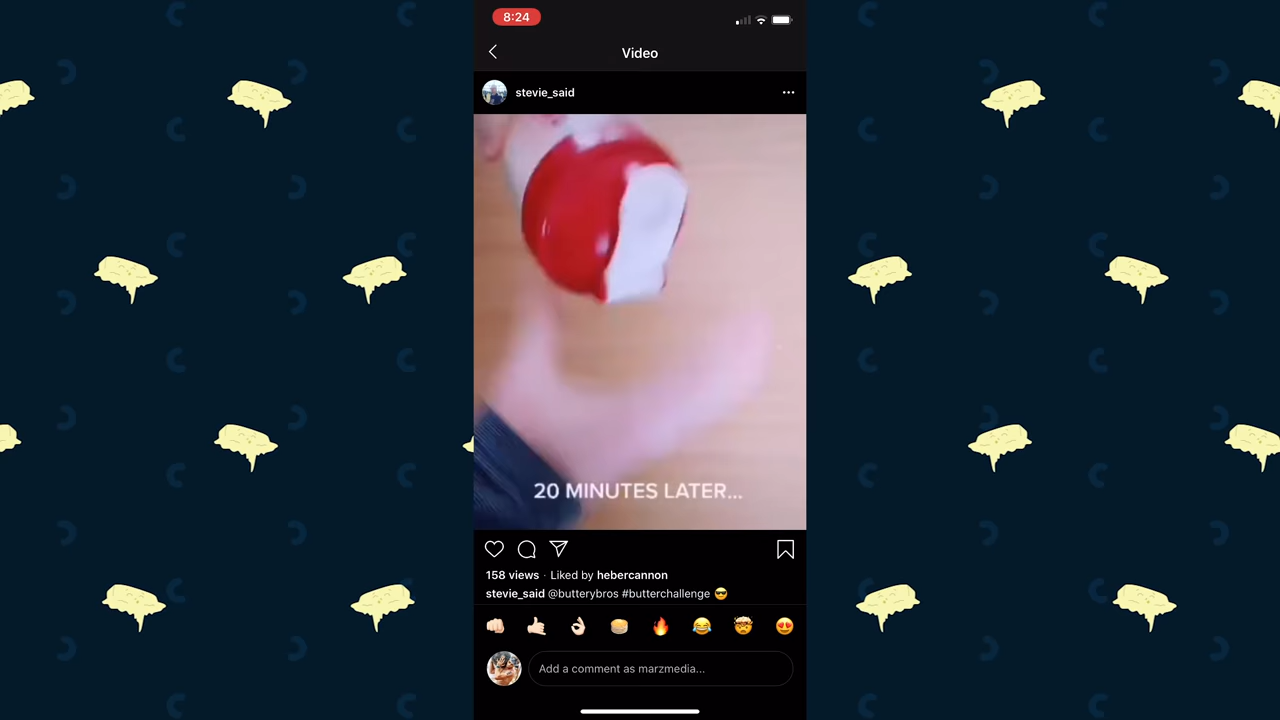 8:24
Video
stevie_said
20 MINUTES LATER...
158 views · Liked by hebercannon
stevie_said @butterybros #butterchallenge 😎
Add a comment as marzmedia...